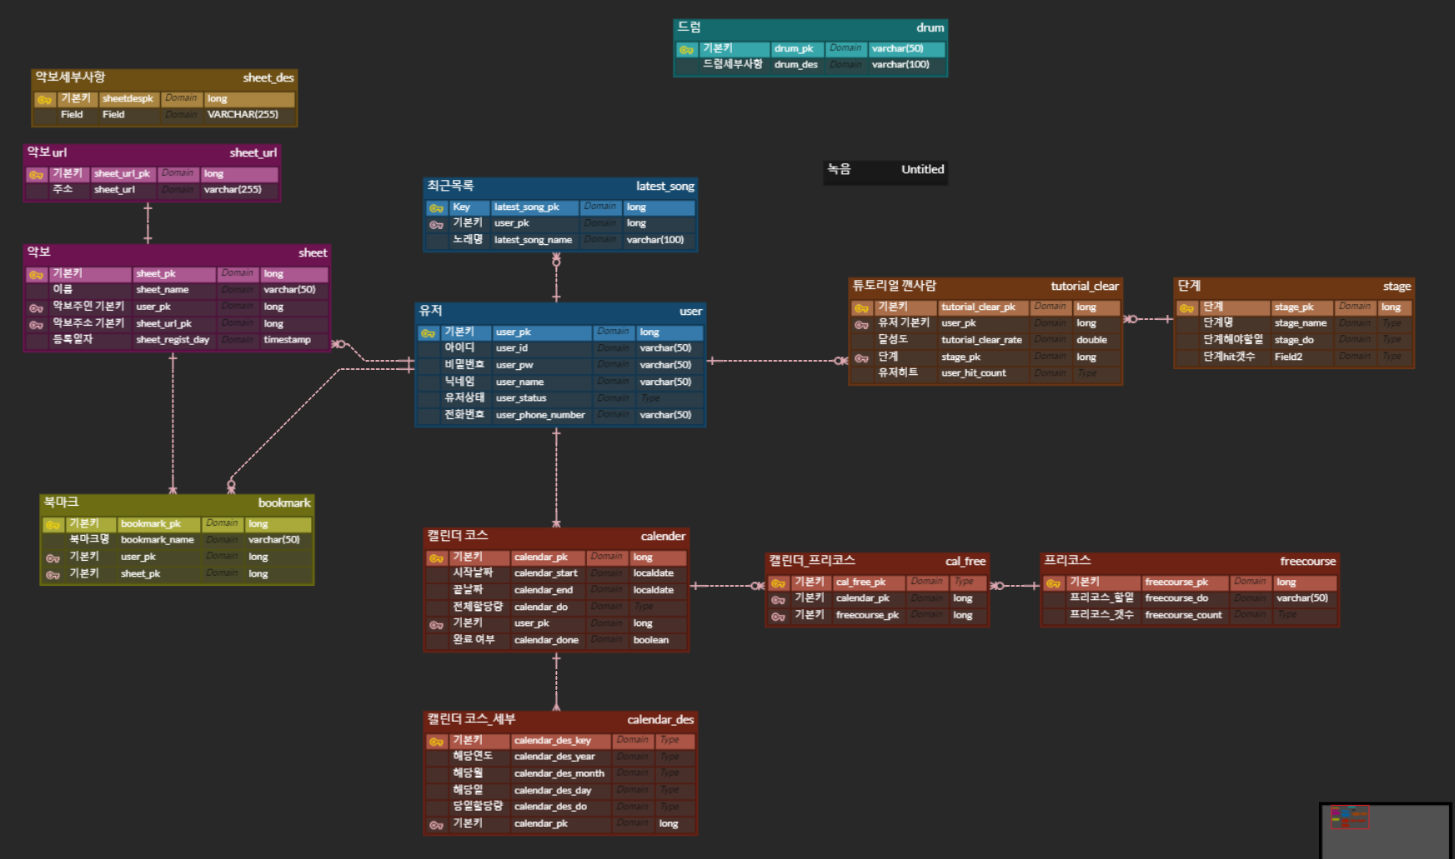 드럼 drum
기본키 drum_pk Domain varchar(50)
드럼세부사항 drum_des Domain varchar(100)
악보세부사항 sheet_des
기본키 sheetdespk Domain long
Field Field Domain VARCHAR(255)
악보 url sheet_url
기본키 sheet_url_pk Domain long
주소 sheet_url Domain varchar(255)
녹음 Untitled
최근목록 latest_song
Key latest_song_pk Domain long
기본키 user_pk Domain long
노래명 latest_song_name Domain varchar(100)
악보 sheet
기본키 sheet_pk Domain long
이름 sheet_name Domain varchar(50)
악보주인 기본키 user_pk Domain long
악보주소 기본키 sheet_url_pk Domain long
등록일자 sheet_regist_day Domain timestamp
유저 user
기본키 user_pk Domain long
아이디 user_id Domain varchar(50)
비밀번호 user_pw Domain varchar(50)
닉네임 user_name Domain varchar(50)
유저상태 user_status Domain Type
전화번호 user_phone_number Domain varchar(50)
튜토리얼 깬사람 tutorial_clear
기본키 tutorial_clear_pk Domain long
유저 기본키 user_pk Domain long
달성도 tutorial_clear_rate Domain double
단계 stage_pk Domain long
유저히트 user_hit_count Domain Type
단계 stage
단계 stage_pk Domain long
단계명 stage_name Domain Type
단계해야할일 stage_do Domain Type
단계hit갯수 Field2 Domain Type
북마크 bookmark
기본키 bookmark_pk Domain long
북마크명 bookmark_name Domain varchar(50)
기본키 user_pk Domain long
기본키 sheet_pk Domain long
캘린더 코스 calender
기본키 calendar_pk Domain long
시작날짜 calendar_start Domain localdate
끝날짜 calendar_end Domain localdate
전체할당량 calendar_do Domain Type
기본키 user_pk Domain long
완료 여부 calendar_done Domain boolean
캘린더_프리코스 cal_free
기본키 cal_free_pk Domain Type
기본키 calendar_pk Domain long
기본키 freecourse_pk Domain long
프리코스 freecourse
기본키 freecourse_pk Domain long
프리코스_할일 freecourse_do Domain varchar(50)
프리코스_갯수 freecourse_count Domain Type
캘린더 코스_세부 calendar_des
기본키 calendar_des_key Domain Type
해당연도 calendar_des_year Domain Type
해당월 calendar_des_month Domain Type
해당일 calendar_des_day Domain Type
당일할당량 calendar_des_do Domain Type
기본키 calendar_pk Domain long